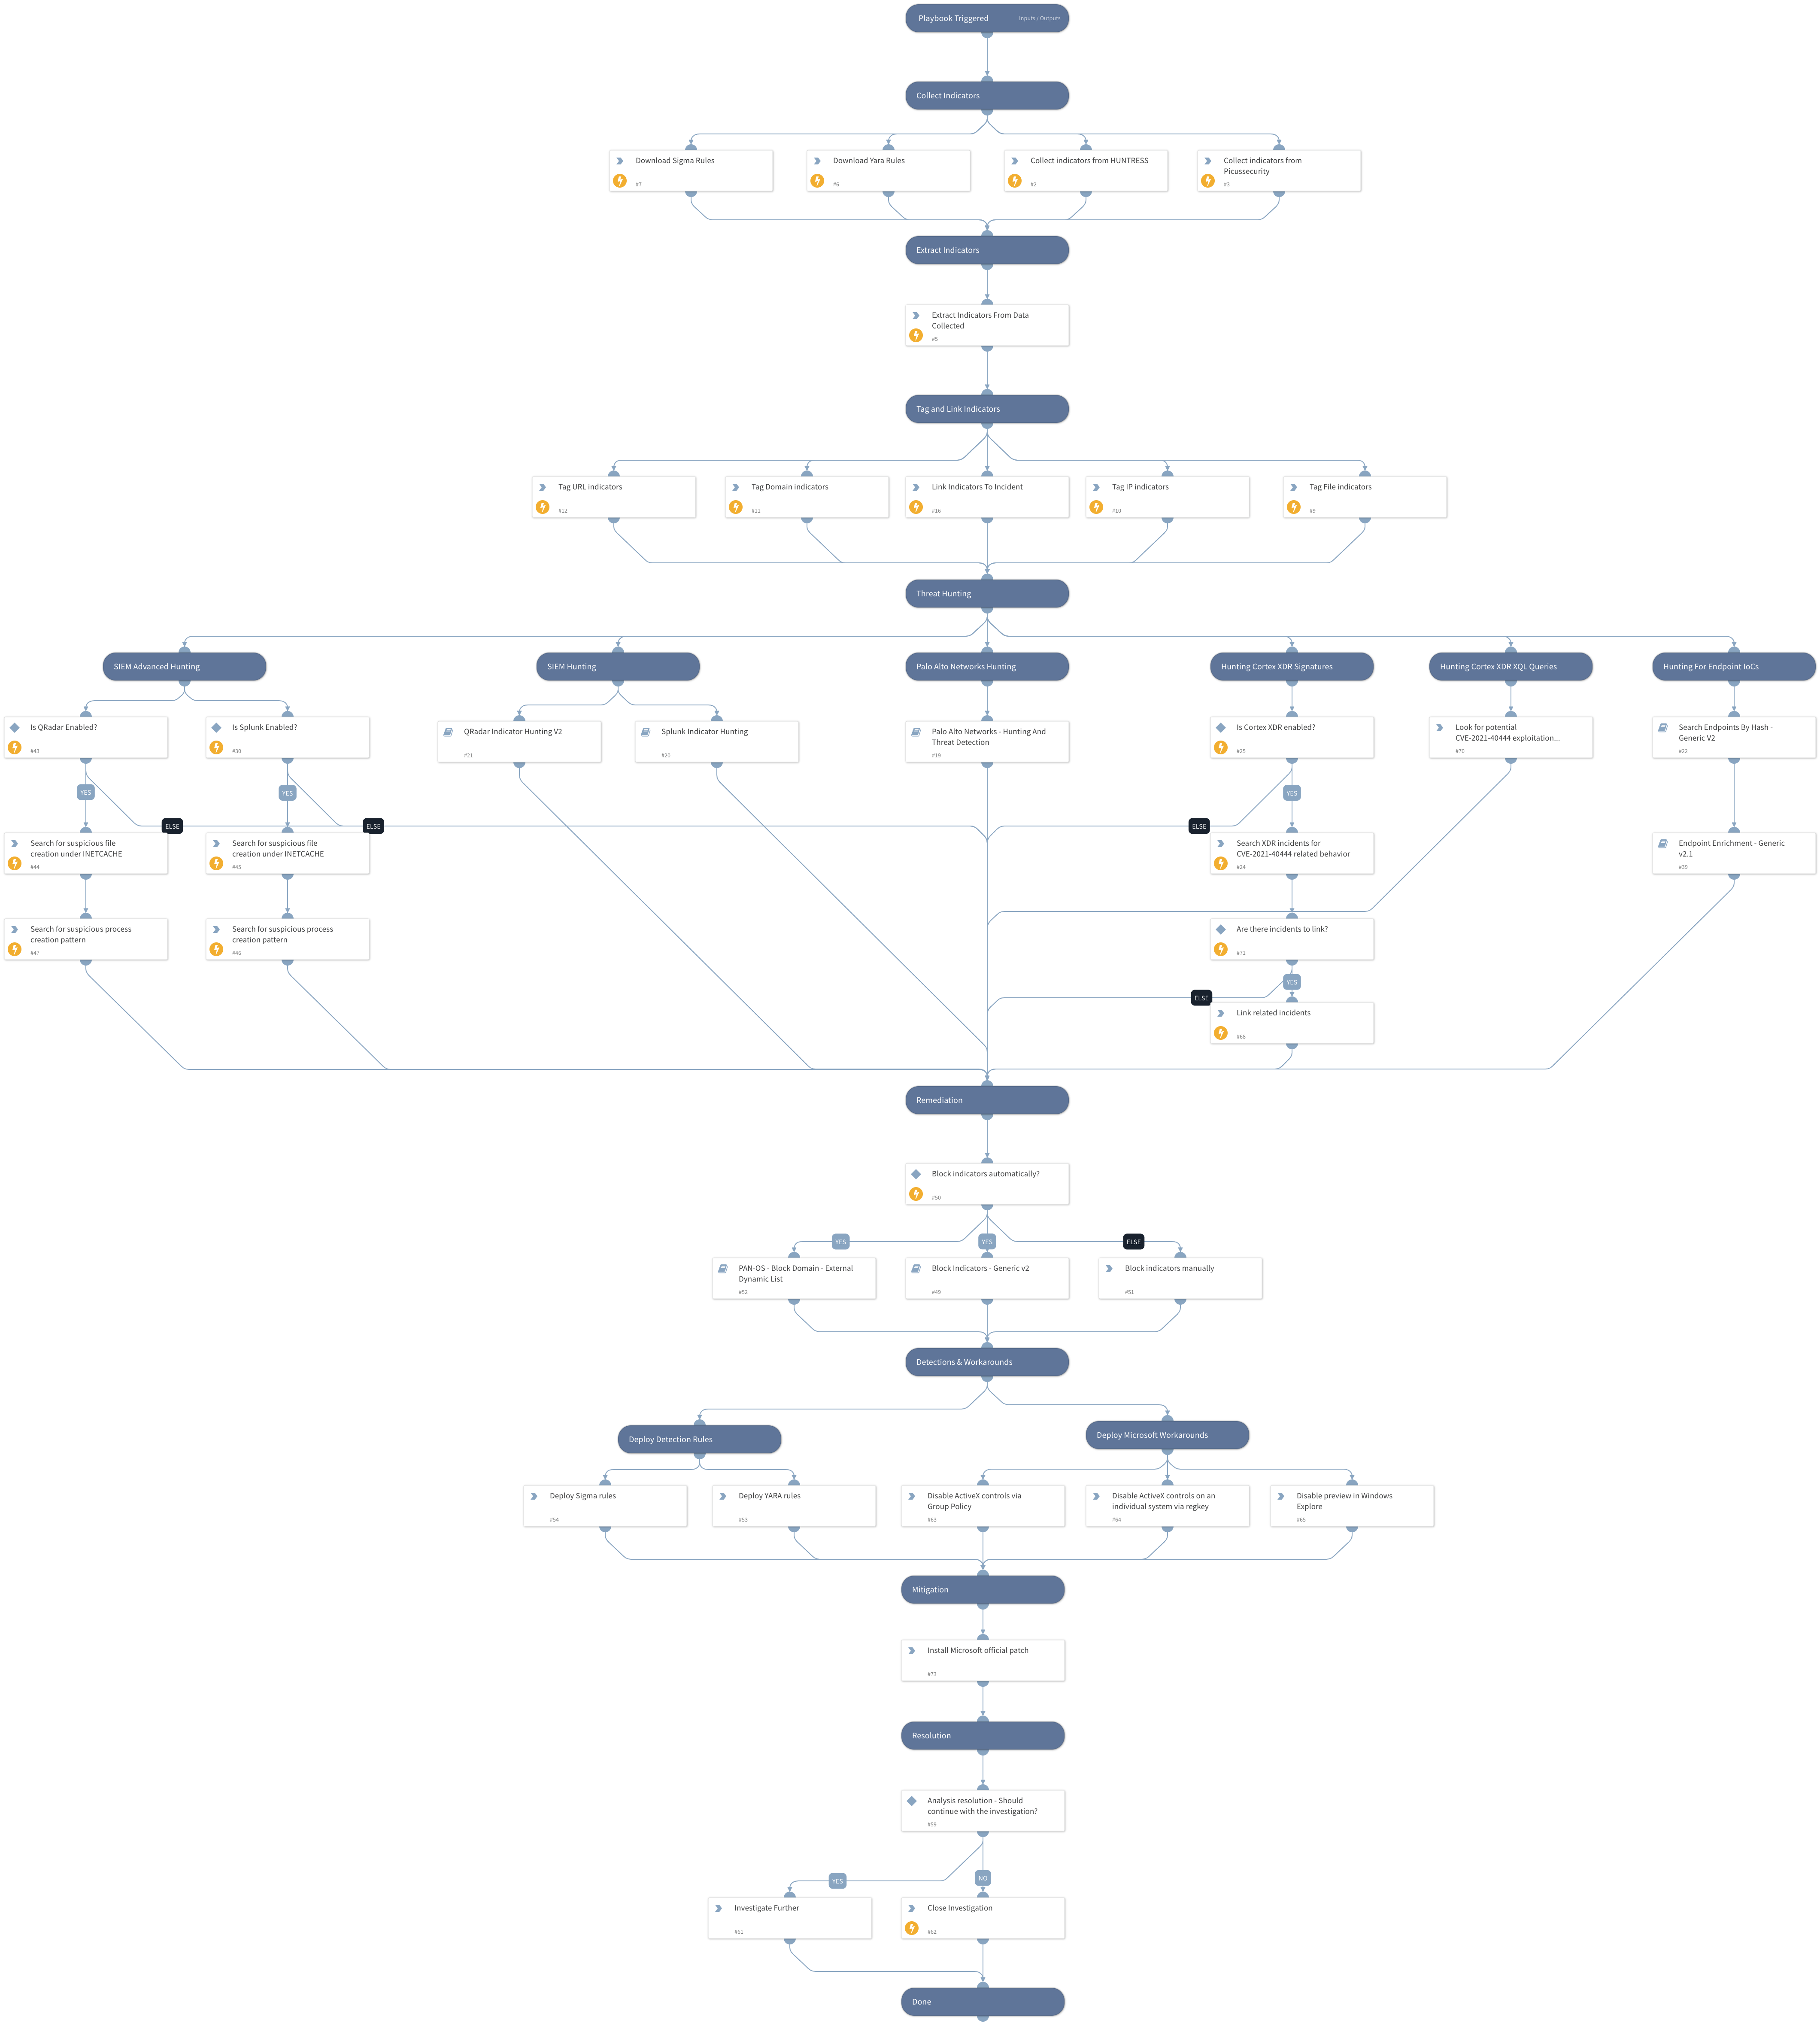 Playbook Triggered
Inputs / Outputs
Collect Indicators
Download Sigma Rules
#7
Download Yara Rules
#6
Collect indicators from HUNTRESS
#2
Collect indicators from
Picussecurity
#3
Extract Indicators
Extract Indicators From Data
Collected
#5
Tag and Link Indicators
Tag URL indicators
#12
Tag Domain indicators
#11
Link Indicators To Incident
#16
Tag IP indicators
#10
Tag File indicators
#9
Threat Hunting
SIEM Advanced Hunting
SIEM Hunting
Palo Alto Networks Hunting
Hunting Cortex XDR Signatures
Hunting Cortex XDR XQL Queries
Hunting For Endpoint IoCs
Is QRadar Enabled?
#43
Is Splunk Enabled?
#30
QRadar Indicator Hunting V2
#21
Splunk Indicator Hunting
#20
Palo Alto Networks - Hunting And
Threat Detection
#19
Is Cortex XDR enabled?
#25
Look for potential
CVE-2021-40444 exploitation...
#70
Search Endpoints By Hash -
Generic V2
#22
YES
YES
YES
ELSE
ELSE
ELSE
Search for suspicious file
creation under INETCACHE
#44
Search for suspicious file
creation under INETCACHE
#45
Search XDR incidents for
CVE-2021-40444 related behavior
#24
Endpoint Enrichment - Generic
v2.1
#39
Search for suspicious process
creation pattern
#47
Search for suspicious process
creation pattern
#46
Are there incidents to link?
#71
YES
ELSE
Link related incidents
#68
Remediation
Block indicators automatically?
#50
YES
YES
ELSE
PAN-OS - Block Domain - External
Dynamic List
#52
Block Indicators - Generic v2
#49
Block indicators manually
#51
Detections & Workarounds
Deploy Detection Rules
Deploy Microsoft Workarounds
Deploy Sigma rules
#54
Deploy YARA rules
#53
Disable ActiveX controls via
Group Policy
#63
Disable ActiveX controls on an
individual system via regkey
#64
Disable preview in Windows
Explore
#65
Mitigation
Install Microsoft official patch
#73
Resolution
Analysis resolution - Should
continue with the investigation?
#59
YES
NO
Investigate Further
#61
Close Investigation
#62
Done